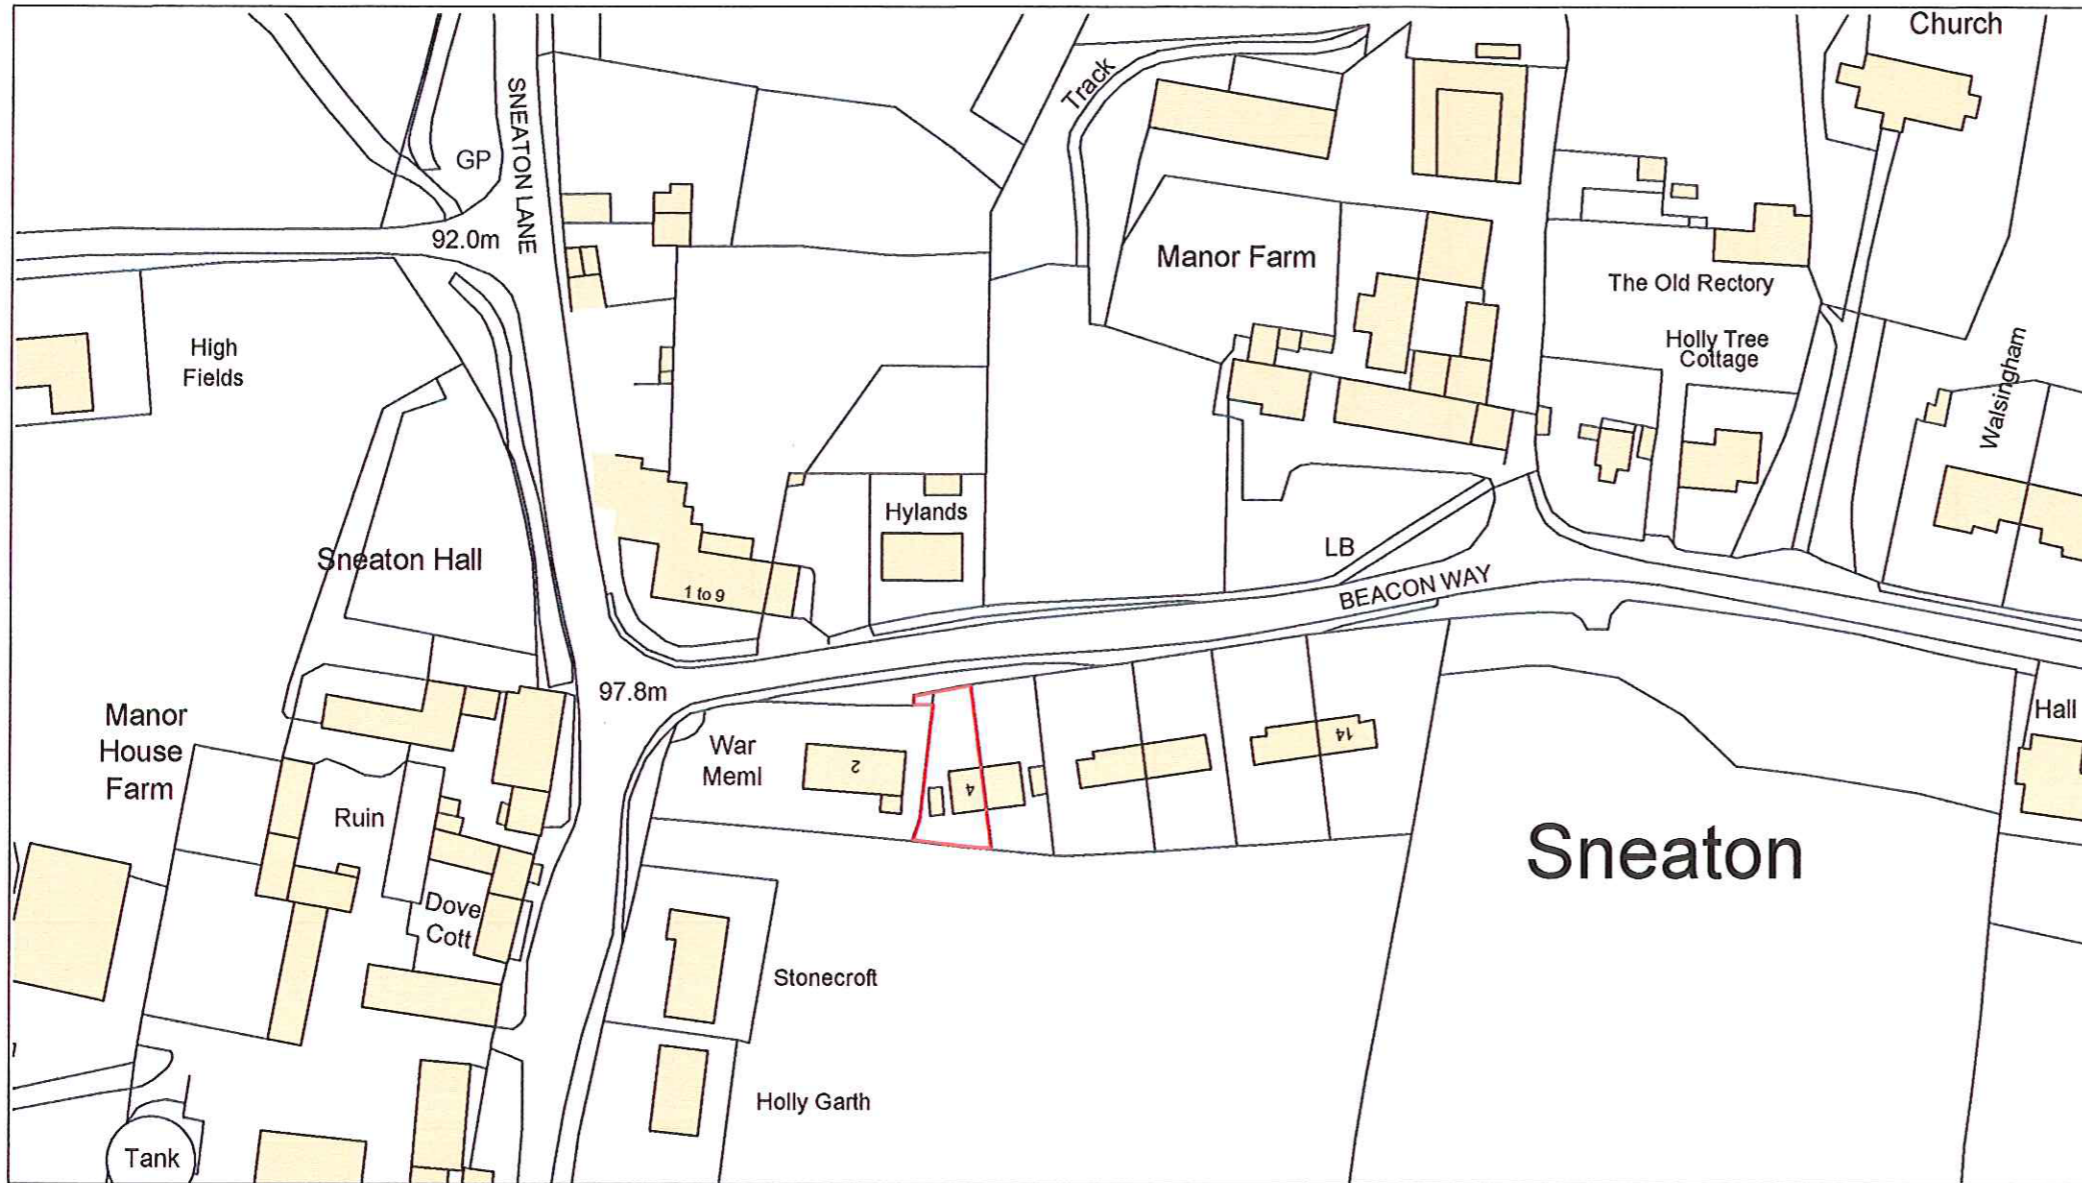 Church
SNEATON LANE
Track
GP
92.0m
Manor Farm
The Old Rectory
High
Fields
Holly Tree
Cottage
Walsingham
Hylands
Sneaton Hall
LB
1 to 9
BEACON WAY
97.8m
Manor
House
Farm
War
Meml
2
4
14
Hall
Ruin
Sneaton
Dove
Cott
Stonecroft
Holly Garth
Tank